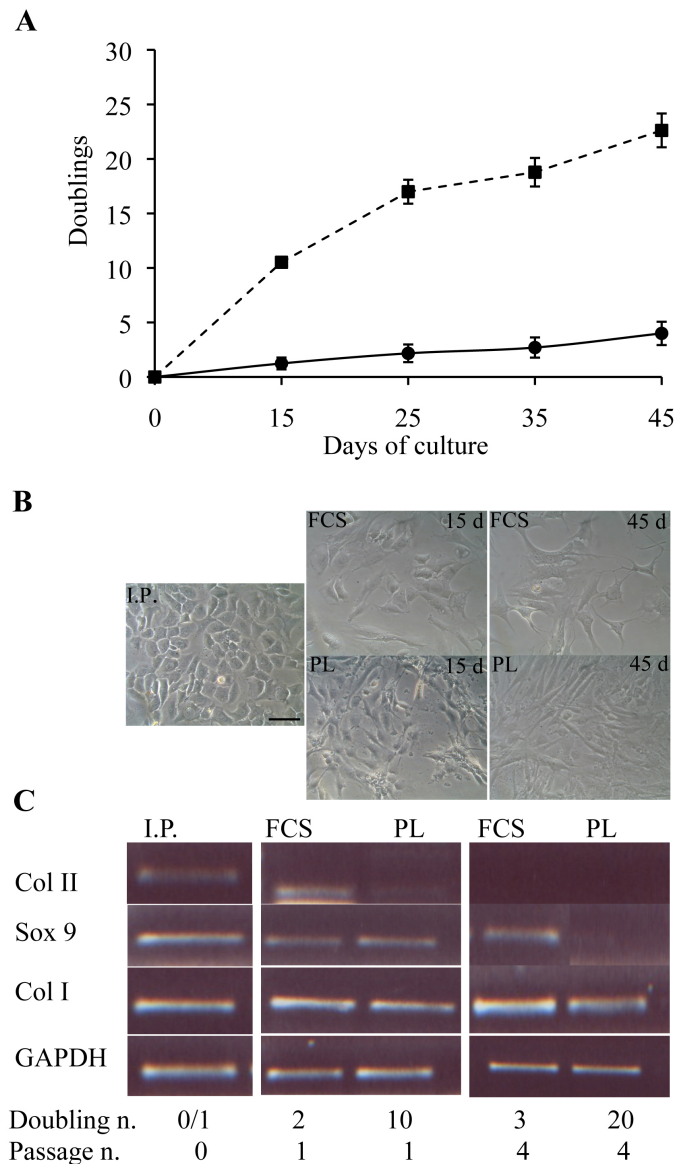 A
30
25
20
15
10
5
0
Doublings
0 15 25 35 45
Days of culture
B
I.P.
FCS 15 d
FCS 45 d
PL 15 d
PL 45 d
C
I.P. FCS PL FCS PL
Col II
Sox 9
Col I
GAPDH
Doubling n. 0/1 2 10 3 20
Passage n. 0 1 1 4 4